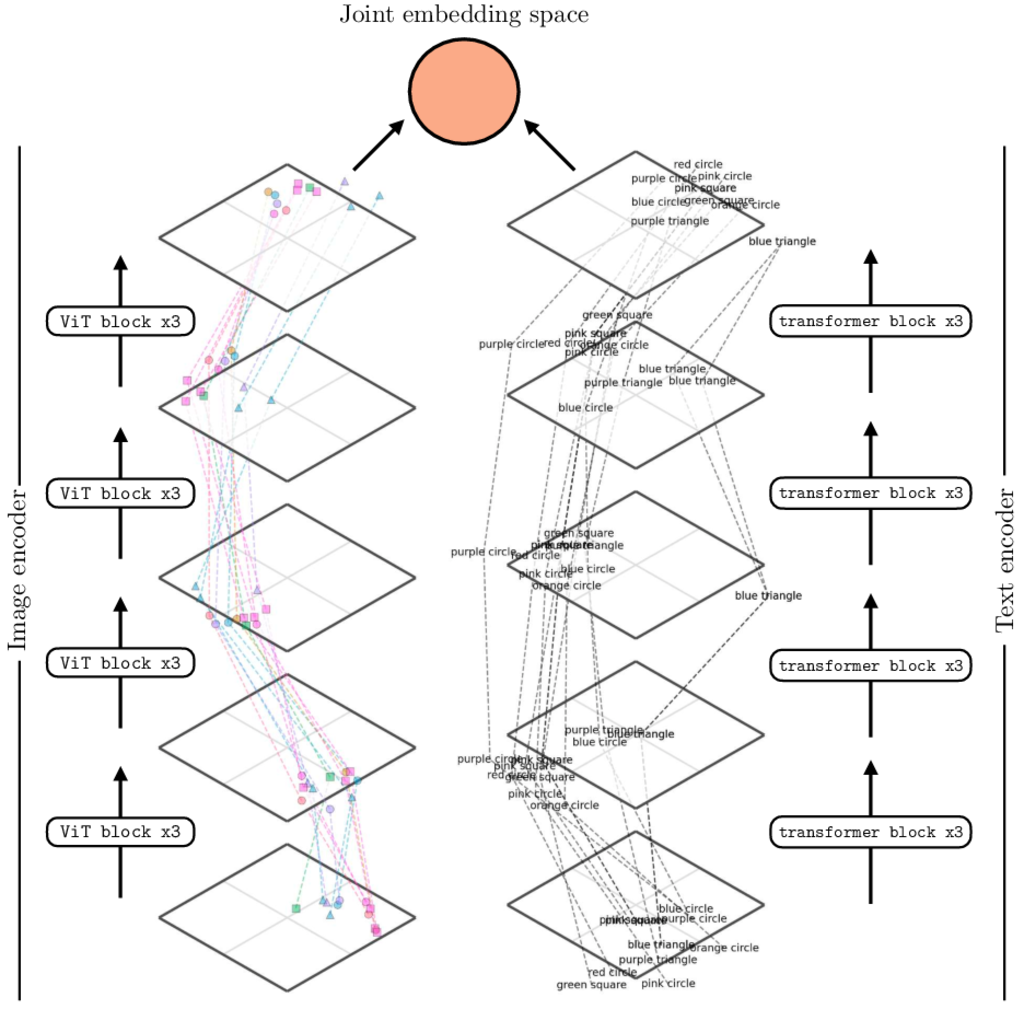 Joint embedding space
Image encoder
ViT block x3
ViT block x3
ViT block x3
ViT block x3
red circle
purple circle
pink circle
pink square
green square
blue circle
orange circle
purple triangle
blue triangle
green square
pink square
purple circle
red circle
orange circle
pink circle
blue triangle
purple triangle
blue triangle
blue circle
green square
pink square
purple triangle
purple circle
red circle
blue circle
pink circle
orange circle
blue triangle
purple triangle
blue triangle
blue circle
purple circle
pink square
pink square
red circle
green square
pink circle
orange circle
blue circle
pink square
pink square
purple circle
blue triangle
orange circle
purple triangle
red circle
green square
pink circle
transformer block x3
transformer block x3
transformer block x3
transformer block x3
Text encoder